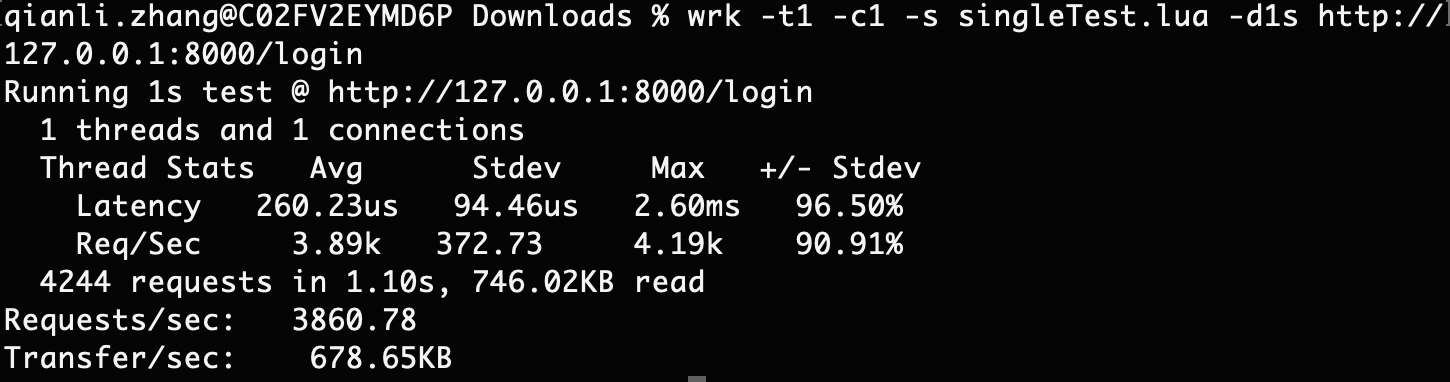 qianli.zhang@C02FV2EYMD6P Downloads % wrk -t1 -c1 -s singleTest.lua -d1s http://
127.0.0.1:8000/login
Running 1s test @ http://127.0.0.1:8000/login
  1 threads and 1 connections
  Thread Stats   Avg      Stdev     Max   +/- Stdev
    Latency   260.23us   94.46us   2.60ms   96.50%
    Req/Sec     3.89k   372.73     4.19k    90.91%
  4244 requests in 1.10s, 746.02KB read
Requests/sec:   3860.78
Transfer/sec:    678.65KB